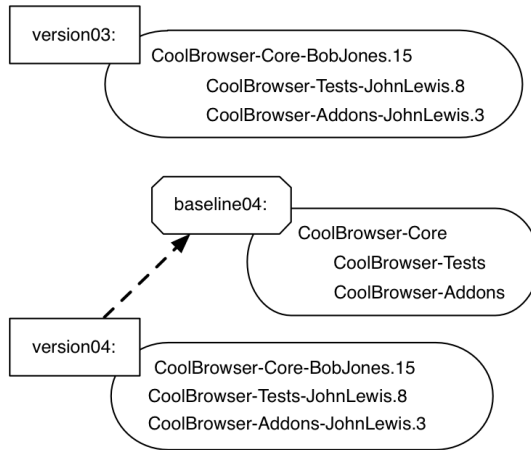 version03:
CoolBrowser-Core-BobJones.15
CoolBrowser-Tests-JohnLewis.8
CoolBrowser-Addons-JohnLewis.3
baseline04:
CoolBrowser-Core
CoolBrowser-Tests
CoolBrowser-Addons
version04:
CoolBrowser-Core-BobJones.15
CoolBrowser-Tests-JohnLewis.8
CoolBrowser-Addons-JohnLewis.3